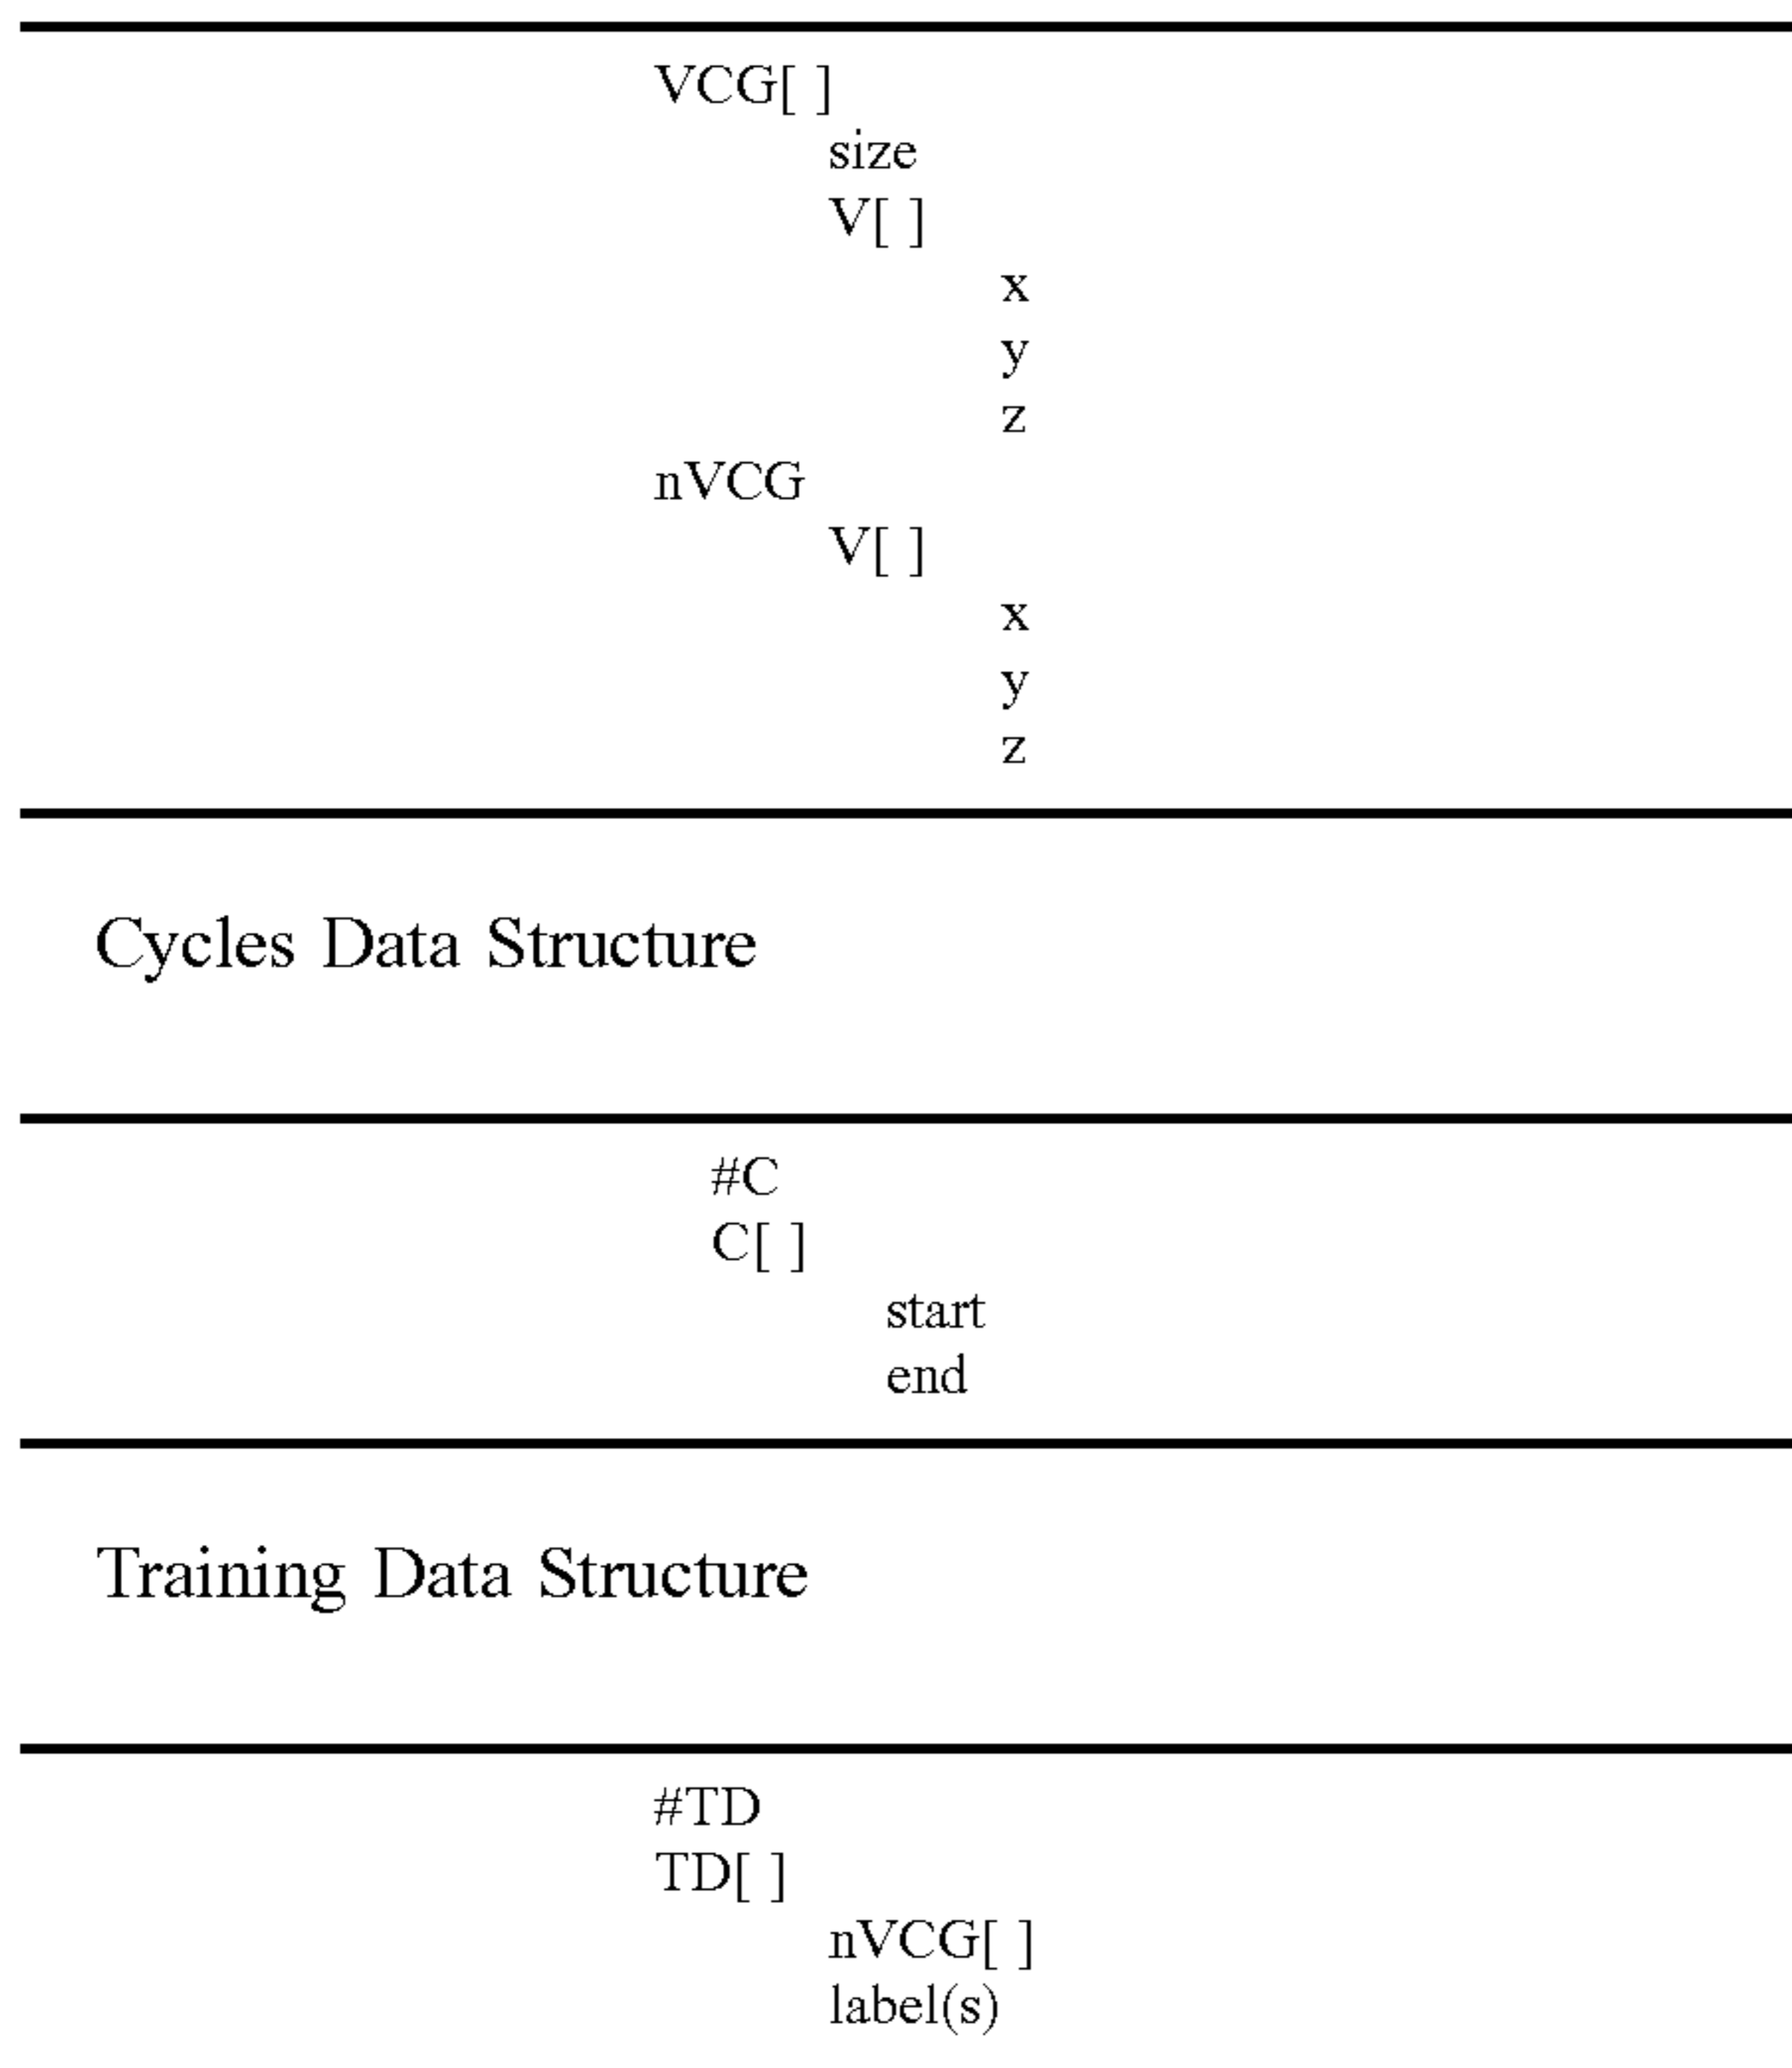 VCG[ ]
size
V[ ]
x
y
z
nVCG
V[ ]
x
y
z
Cycles Data Structure
#C
C[ ]
start
end
Training Data Structure
#TD
TD[ ]
nVCG[ ]
label(s)